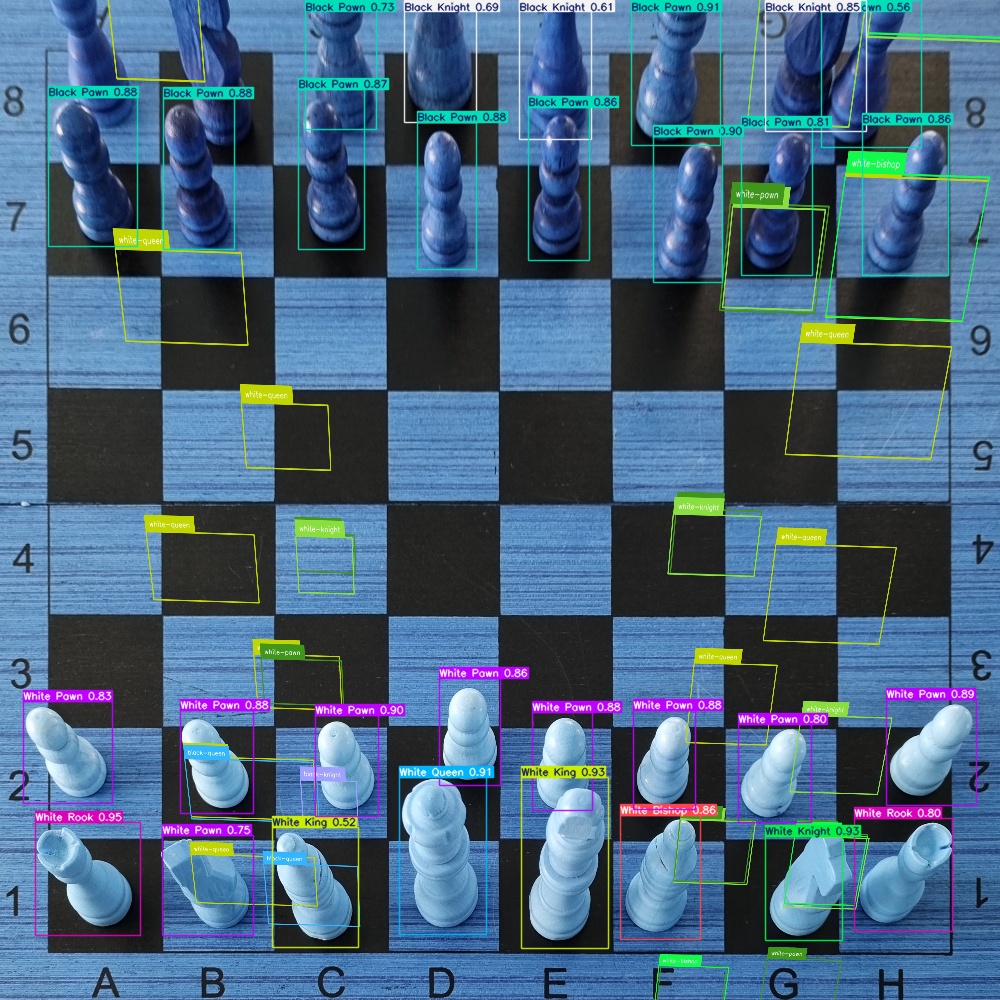 Black Pawn 0.73
Black Knight 0.69
Black Knight 0.61
Black Pawn 0.91
Black Knight 0.85
wn 0.56
Black Pawn 0.88
Black Pawn 0.88
Black Pawn 0.87
Black Pawn 0.88
Black Pawn 0.86
Black Pawn 0.90
Black Pawn 0.81
Black Pawn 0.86
8
8
white-bishop
white-pawn
7
7
white-queen
6
6
white-queen
white-queen
5
5
white-queen
white-knight
white-knight
white-queen
4
4
white-pawn
white-queen
3
3
White Pawn 0.83
White Pawn 0.88
White Pawn 0.90
White Pawn 0.86
White Pawn 0.88
White Pawn 0.88
White Pawn 0.80
white-knight
White Pawn 0.89
black-queen
black-knight
2
2
White Queen 0.91
White King 0.93
White Rook 0.95
White Pawn 0.75
White King 0.52
White Bishop 0.86
White Knight 0.93
White Rook 0.80
white-queen
black-queen
1
1
white-bishop
white-pawn
A B C D E F G H